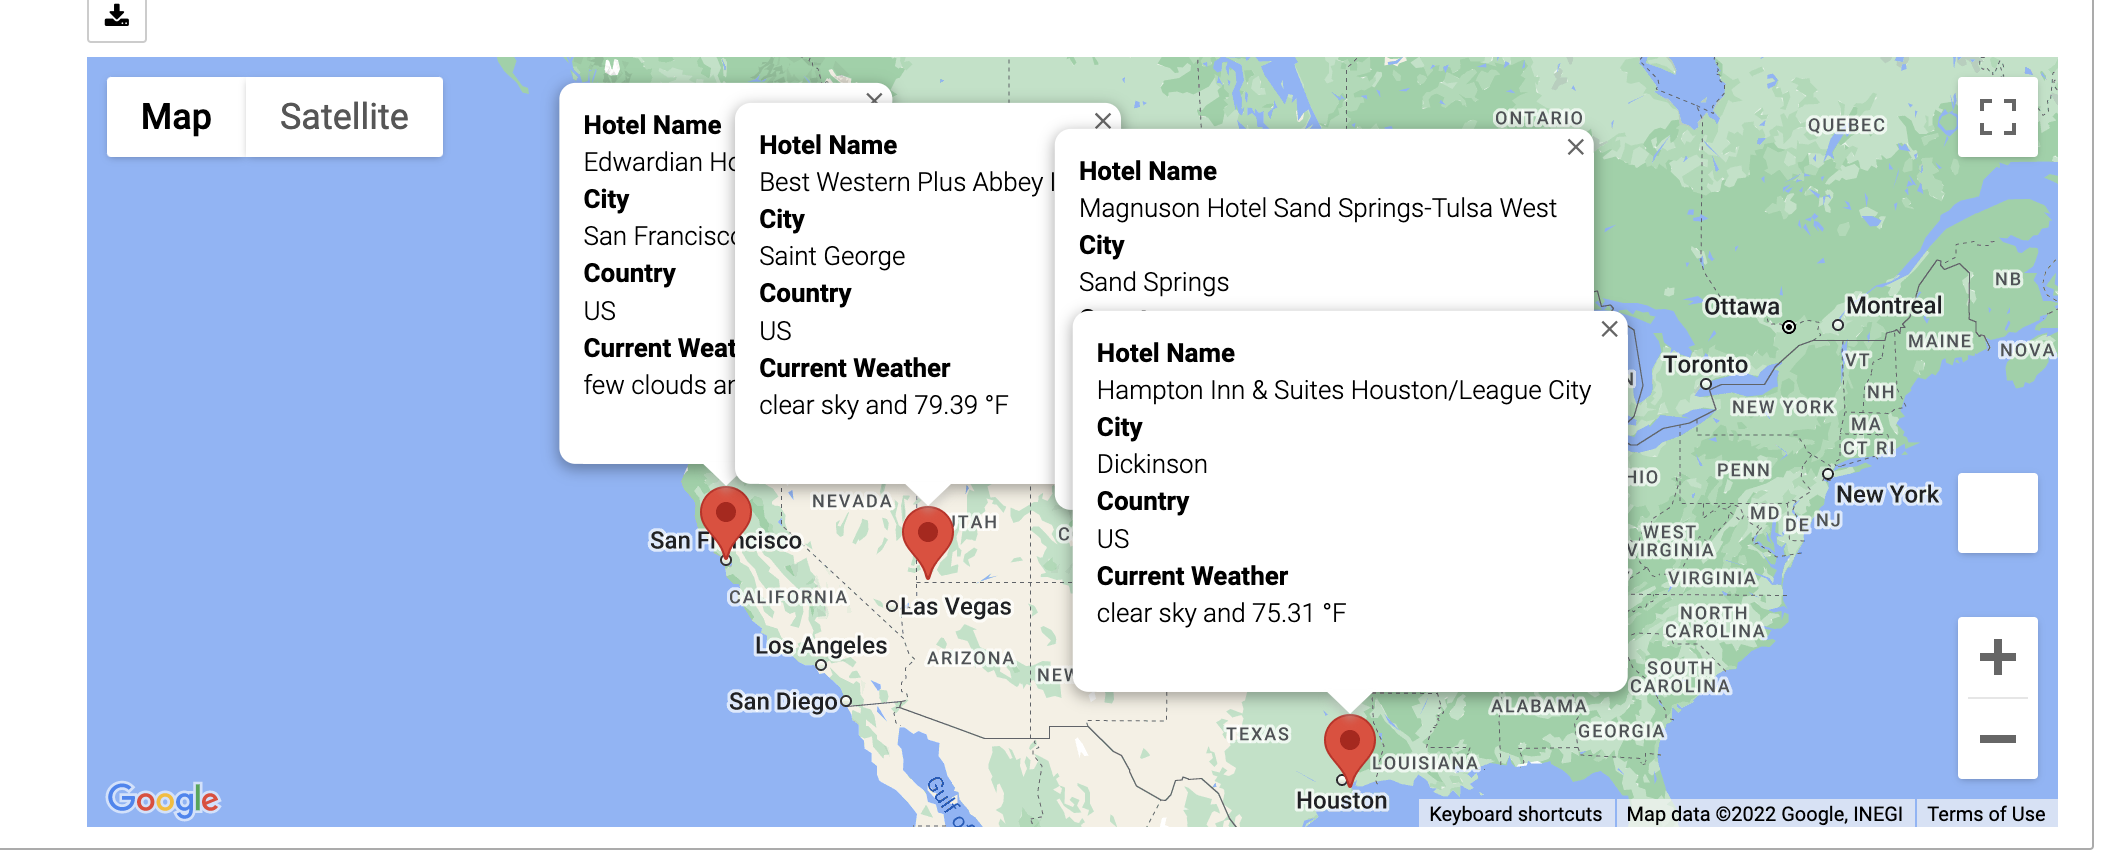 Map
Satellite
Hotel Name
Edwardian
City
San Francisco
Country
US
Current
few clouds
Hotel Name
Best Western Plus Abbey
City
Saint George
Country
US
Current Weather
clear sky and 79.39 °F
Hotel Name
Magnuson Hotel Sand Springs-Tulsa West
City
Sand Springs
Hotel Name
Hampton Inn & Suites Houston/League City
City
Dickinson
Country
US
Current Weather
clear sky and 75.31 °F
ONTARIO
QUEBEC
NB
Ottawa
Montreal
MAINE
NOVA
Toronto
VT
NH
NEW YORK
MA
CT RI
PENN
New York
MD
DE
NJ
WEST
VIRGINIA
VIRGINIA
NORTH
CAROLINA
SOUTH
CAROLINA
ALABAMA
GEORGIA
LOUISIANA
TEXAS
Houston
NEVADA
UTAH
San Francisco
CALIFORNIA
Las Vegas
Los Angeles
ARIZONA
San Diego
Gulf of
Google
Keyboard shortcuts
Map data ©2022 Google, INEGI
Terms of Use